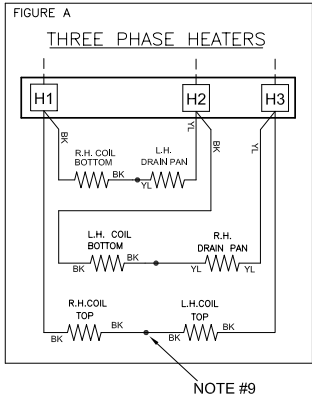 FIGURE A
THREE PHASE HEATERS
H1
H2
H3
BK
YL
BK
YL
R.H. COIL
BOTTOM
L.H.
DRAIN PAN
BK
YL
L.H. COIL
BOTTOM
R.H.
DRAIN PAN
BK
BK
YL
YL
R.H.COIL
TOP
L.H.COIL
TOP
BK
BK
BK
BK
NOTE #9